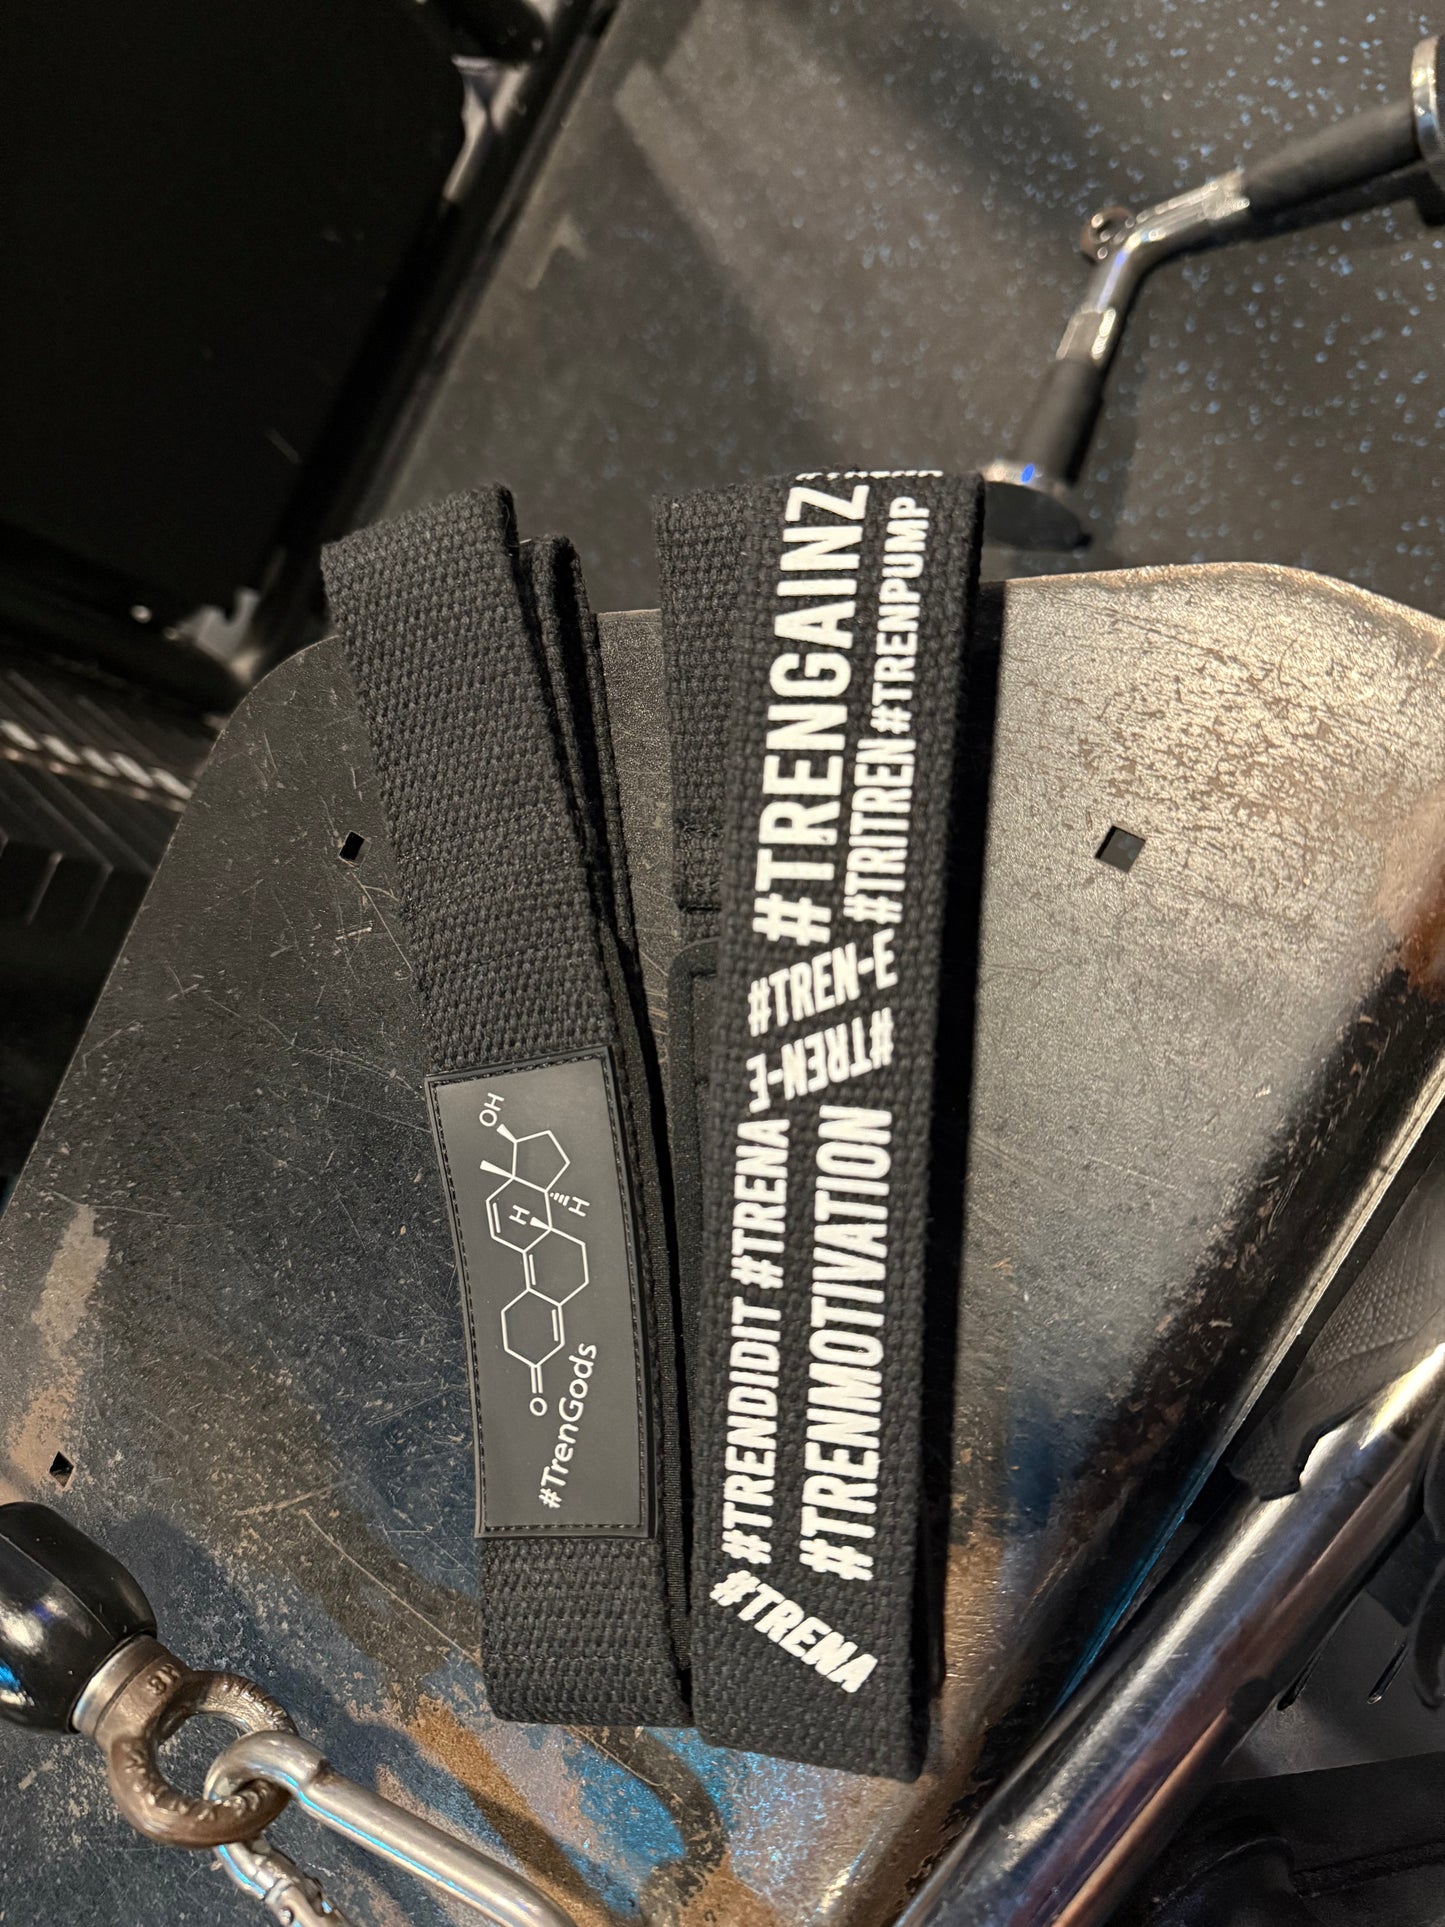 OH
H
H
O
#TrenGods
#TRENGAINZ
#TRITREN #TRENPUMP
#TREN-E
#TREN-E
#TRENDIDIT #TRENA
#TRENMOTIVATION
#TRENA